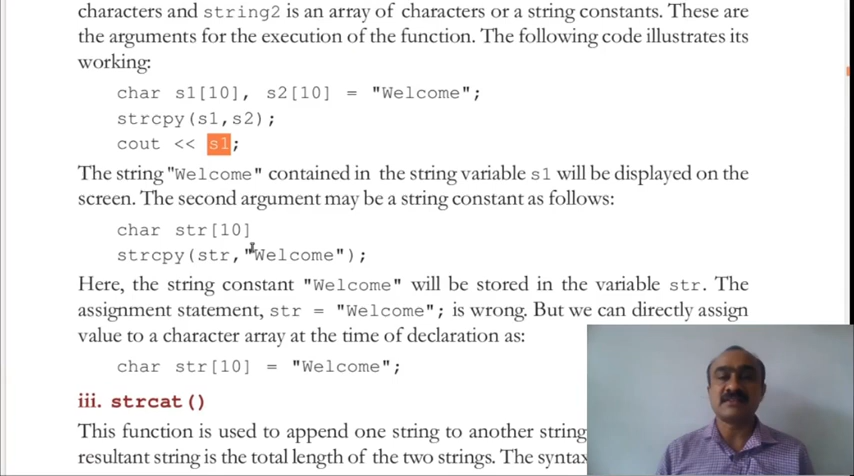 characters and string2 is an array of characters or a string constants. These are
the arguments for the execution of the function. The following code illustrates its
working:
char s1[10], s2[10] = "Welcome";
strcpy(s1,s2);
cout << s1;
The string "Welcome" contained in the string variable s1 will be displayed on the
screen. The second argument may be a string constant as follows:
char str[10]
strcpy(str,"Welcome");
Here, the string constant "Welcome" will be stored in the variable str. The
assignment statement, str = "Welcome"; is wrong. But we can directly assign
value to a character array at the time of declaration as:
char str[10] = "Welcome";
iii. strcat()
This function is used to append one string to another string
resultant string is the total length of the two strings. The syntax